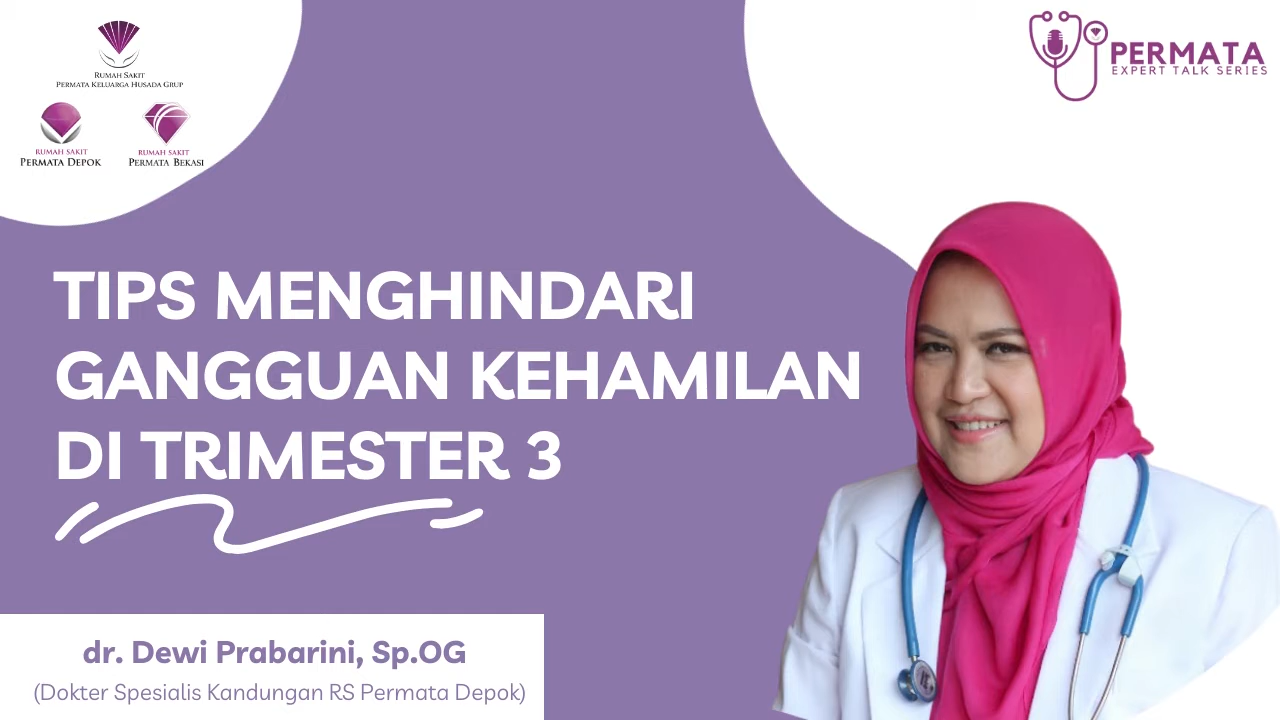 RUMAH SAKIT
PERMATA KELUARGA HUSADA GRUP
RUMAH SAKIT
PERMATA DEPOK
RUMAH SAKIT
PERMATA BEKASI
PERMATA
EXPERT TALK SERIES
TIPS MENGHINDARI
GANGGUAN KEHAMILAN
DI TRIMESTER 3
dr. Dewi Prabarini, Sp.OG
(Dokter Spesialis Kandungan RS Permata Depok)